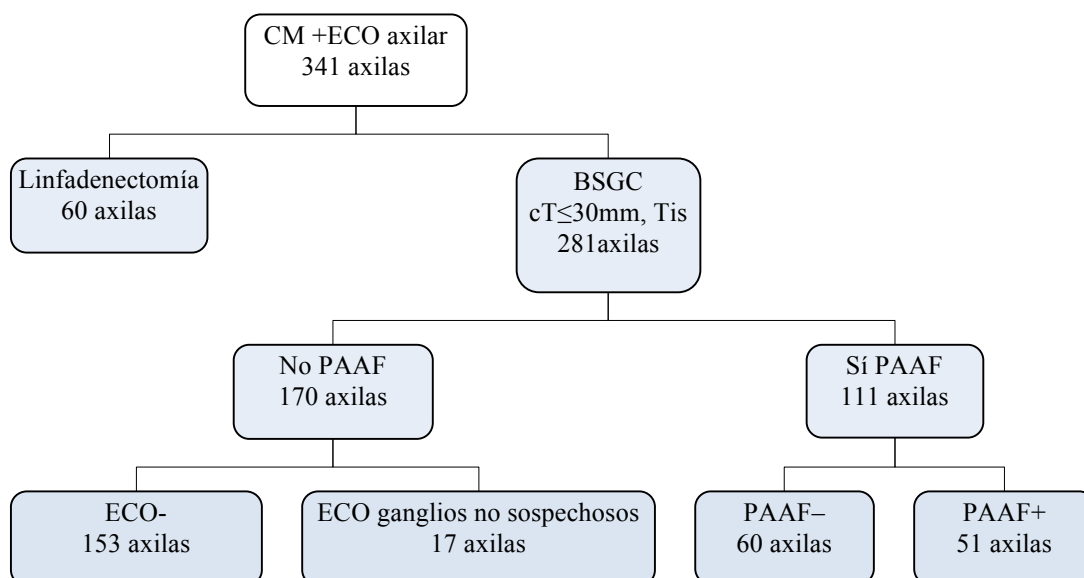 CM +ECO axilar
341 axilas
Linfadenectomía
60 axilas
BSGC
cT≤30mm, Tis
281axilas
No PAAF
170 axilas
Sí PAAF
111 axilas
ECO-
153 axilas
ECO ganglios no sospechosos
17 axilas
PAAF–
60 axilas
PAAF+
51 axilas